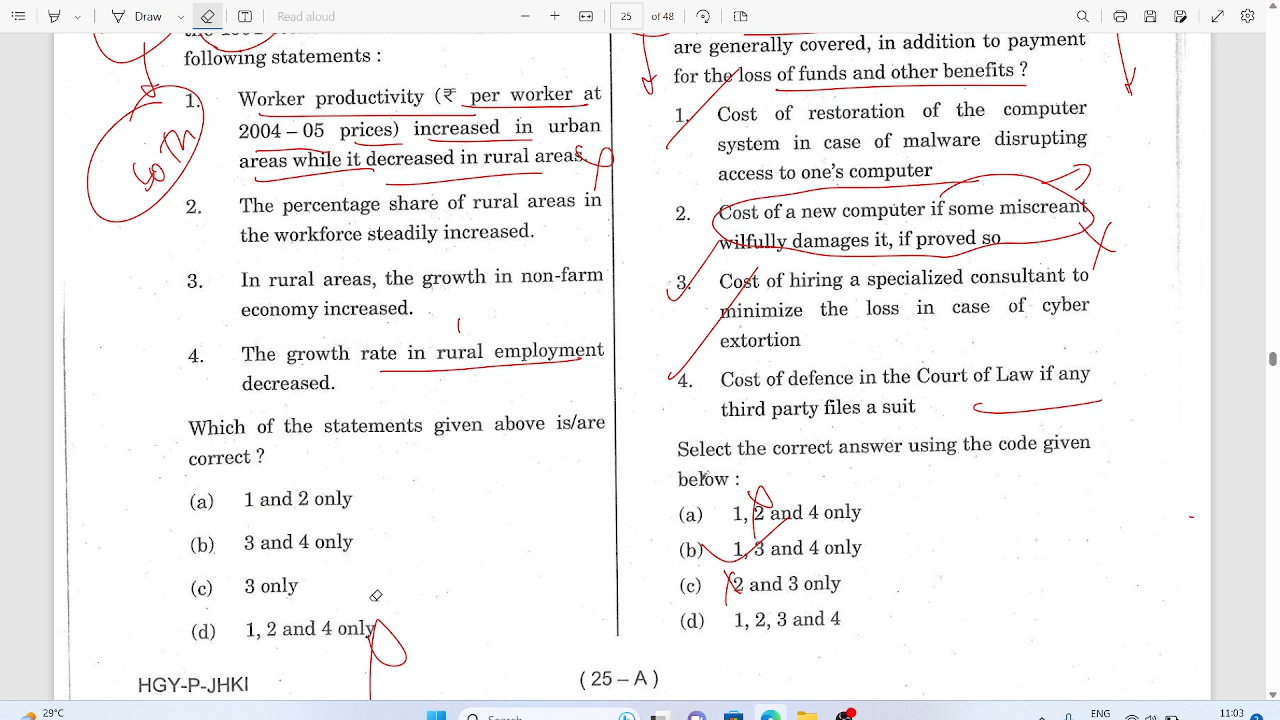 Draw
Read aloud
25 of 48
following statements :
1. Worker productivity (₹ per worker at
2004 – 05 prices) increased in urban
areas while it decreased in rural areas.
2. The percentage share of rural areas in
the workforce steadily increased.
3. In rural areas, the growth in non-farm
economy increased.
4. The growth rate in rural employment
decreased.
Which of the statements given above is/are
correct ?
(a) 1 and 2 only
(b) 3 and 4 only
(c) 3 only
(d) 1, 2 and 4 only
HGY-P-JHKI
are generally covered, in addition to payment
for the loss of funds and other benefits ?
1. Cost of restoration of the computer
system in case of malware disrupting
access to one's computer
2. Cost of a new computer if some miscreant
wilfully damages it, if proved so
3. Cost of hiring a specialized consultant to
minimize the loss in case of cyber
extortion
4. Cost of defence in the Court of Law if any
third party files a suit
Select the correct answer using the code given
below :
(a) 1, 2 and 4 only
(b) 1, 3 and 4 only
(c) 2 and 3 only
(d) 1, 2, 3 and 4
( 25 – A )
29°C
Search
ENG
11:03